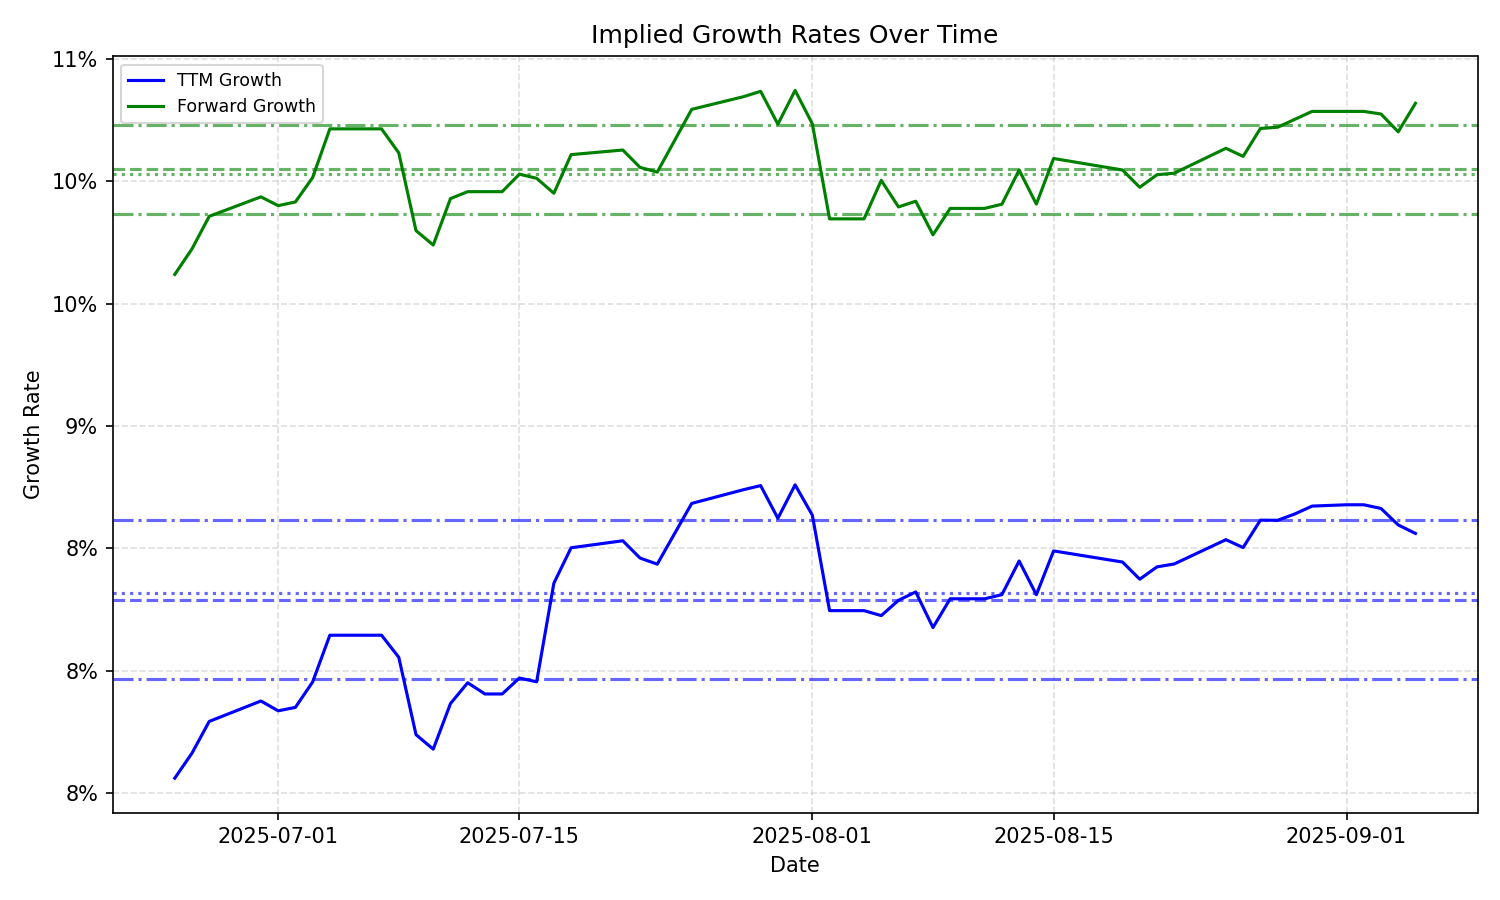 Implied Growth Rates Over Time
TTM Growth
Forward Growth
11%
10%
10%
9%
8%
8%
8%
Growth Rate
2025-07-01
2025-07-15
2025-08-01
2025-08-15
2025-09-01
Date